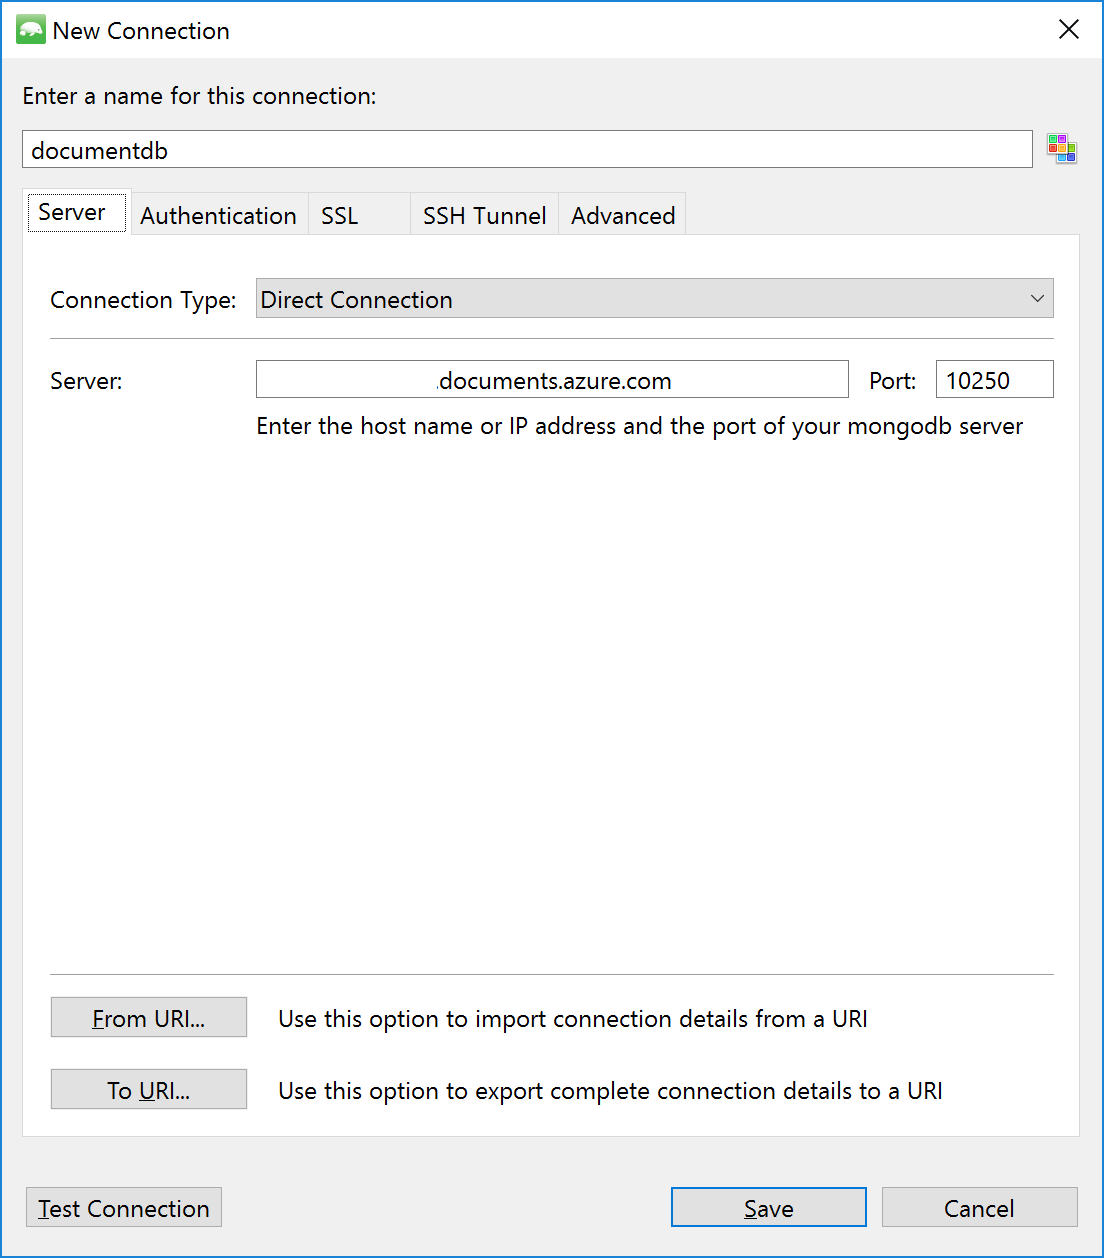 New Connection
Enter a name for this connection:
documentdb
Server Authentication SSL SSH Tunnel Advanced
Connection Type: Direct Connection
Server: .documents.azure.com Port: 10250
Enter the host name or IP address and the port of your mongodb server
From URI... Use this option to import connection details from a URI
To URI... Use this option to export complete connection details to a URI
Test Connection Save Cancel